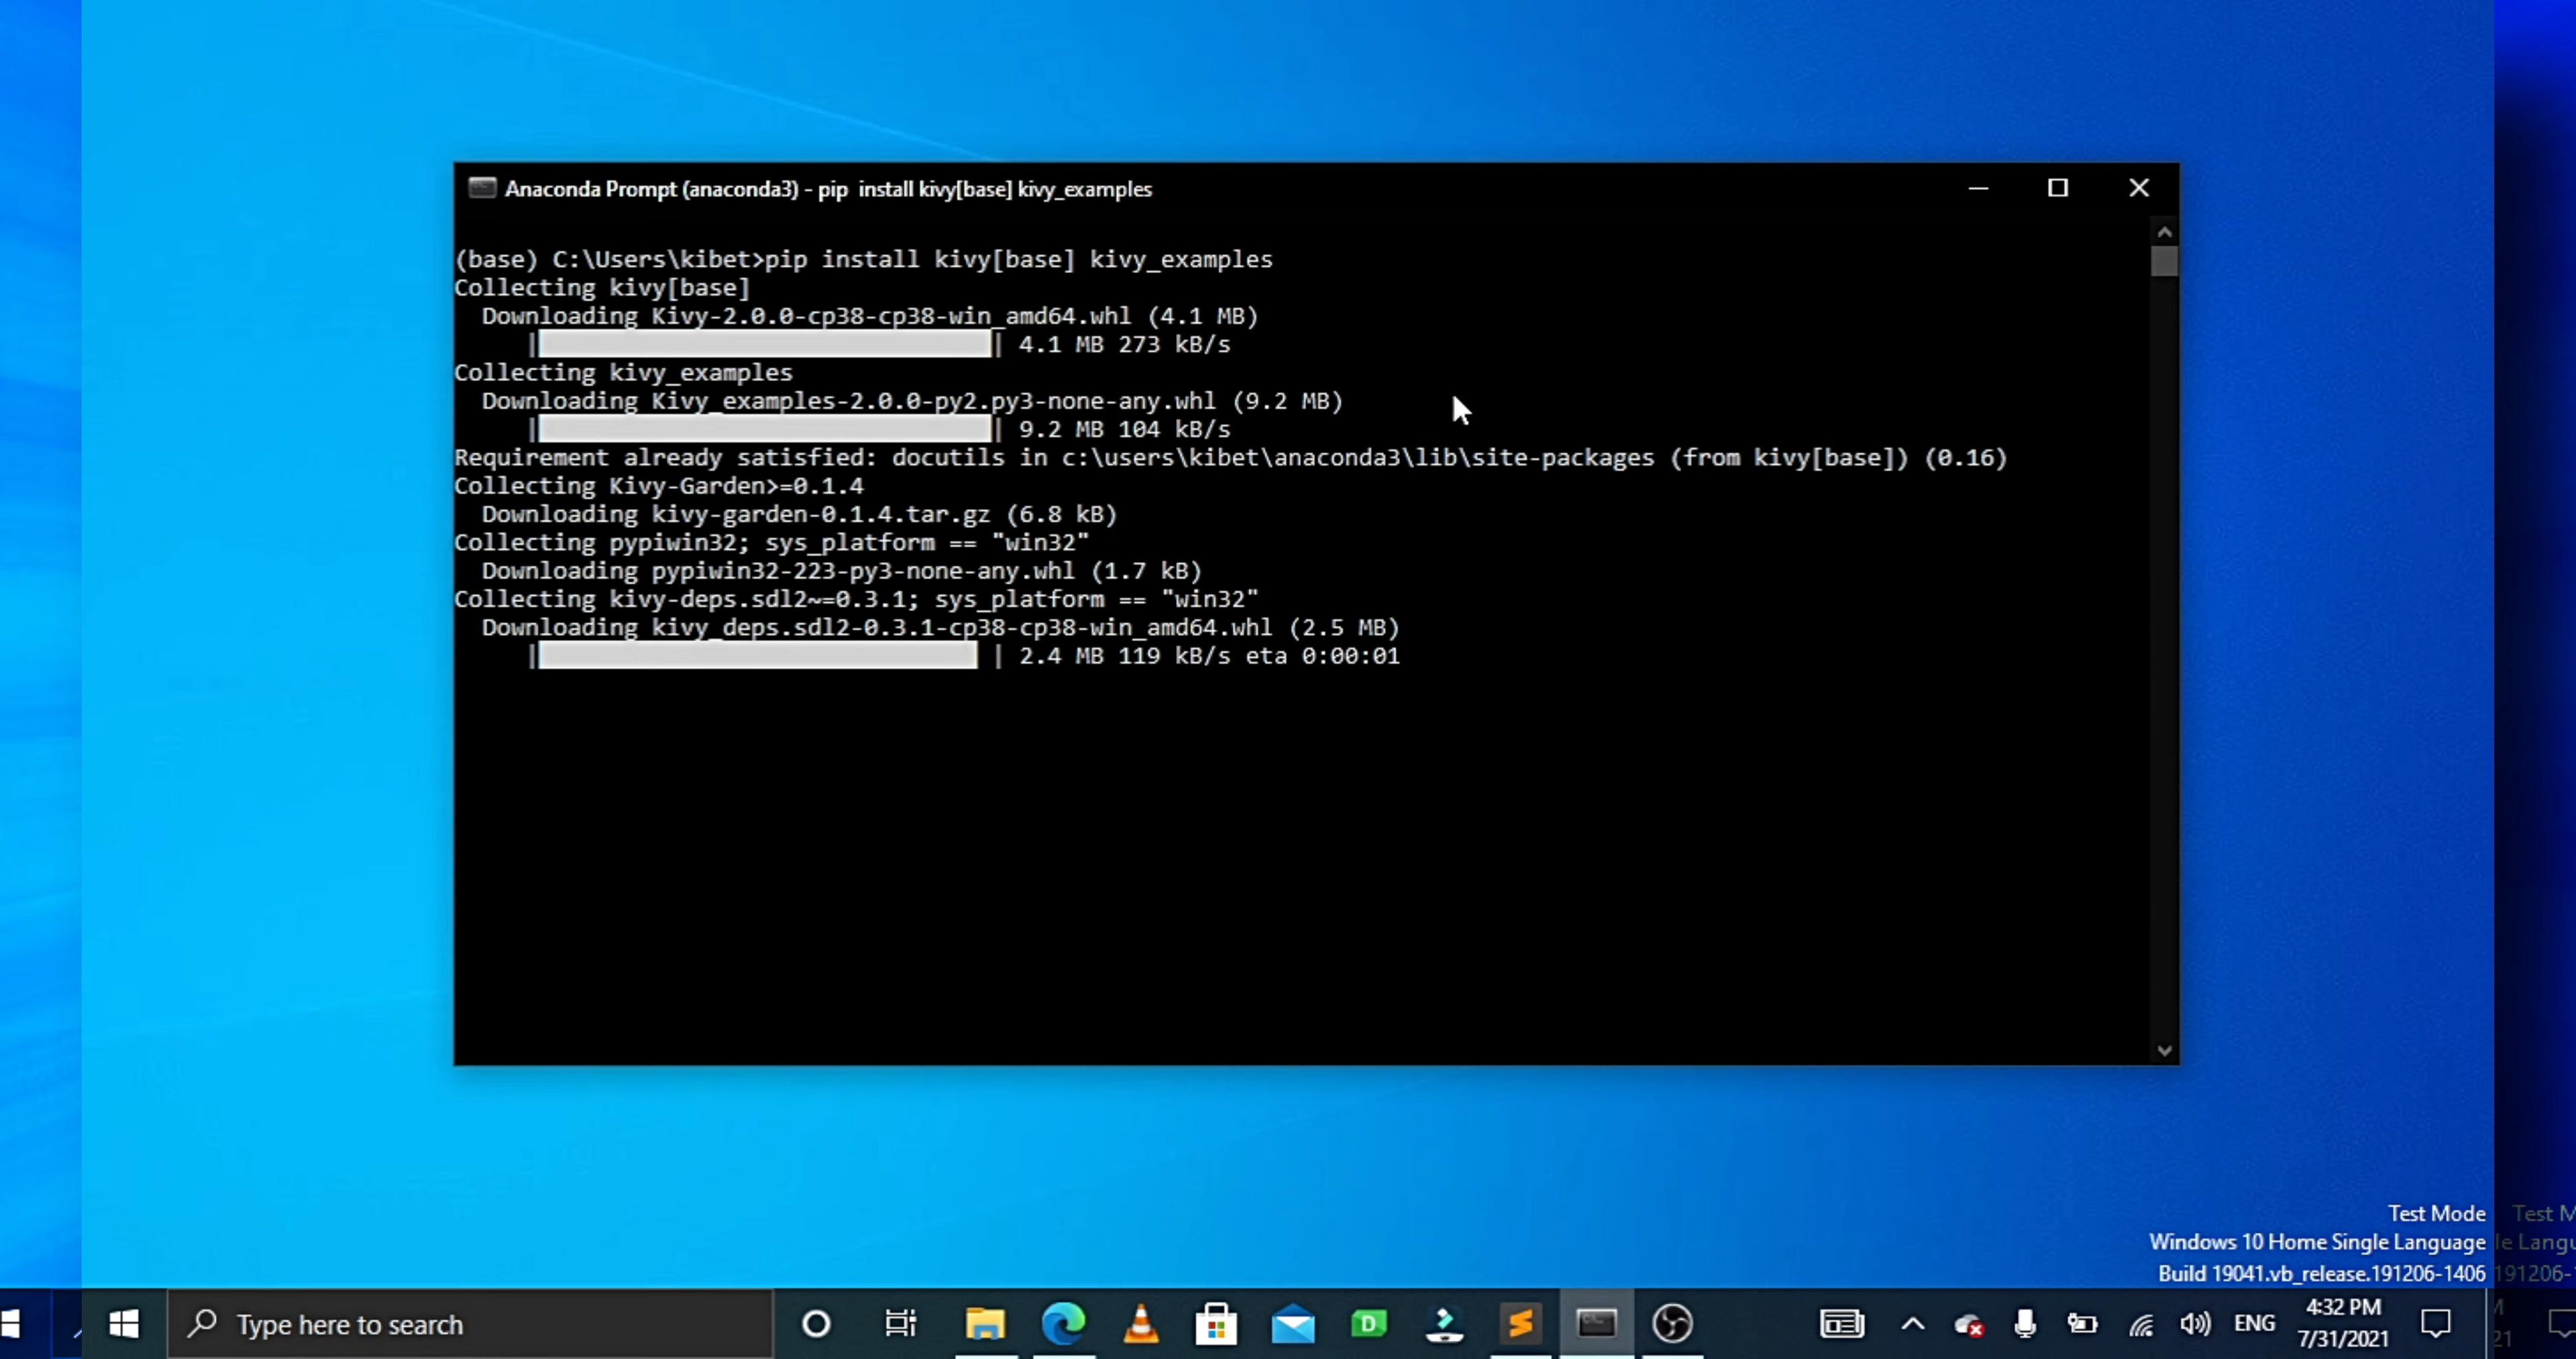 Anaconda Prompt (anaconda3) - pip  install kivy[base] kivy_examples
(base) C:\Users\kibet>pip install kivy[base] kivy_examples
Collecting kivy[base]
  Downloading Kivy-2.0.0-cp38-cp38-win_amd64.whl (4.1 MB)
     |                                | 4.1 MB 273 kB/s
Collecting kivy_examples
  Downloading Kivy_examples-2.0.0-py2.py3-none-any.whl (9.2 MB)
     |                                | 9.2 MB 104 kB/s
Requirement already satisfied: docutils in c:\users\kibet\anaconda3\lib\site-packages (from kivy[base]) (0.16)
Collecting Kivy-Garden>=0.1.4
  Downloading kivy-garden-0.1.4.tar.gz (6.8 kB)
Collecting pypiwin32; sys_platform == "win32"
  Downloading pypiwin32-223-py3-none-any.whl (1.7 kB)
Collecting kivy-deps.sdl2~=0.3.1; sys_platform == "win32"
  Downloading kivy_deps.sdl2-0.3.1-cp38-cp38-win_amd64.whl (2.5 MB)
     |                                | 2.4 MB 119 kB/s eta 0:00:01
Test Mode
Windows 10 Home Single Language
Build 19041.vb_release.191206-1406
Type here to search
D
ENG
4:32 PM
7/31/2021